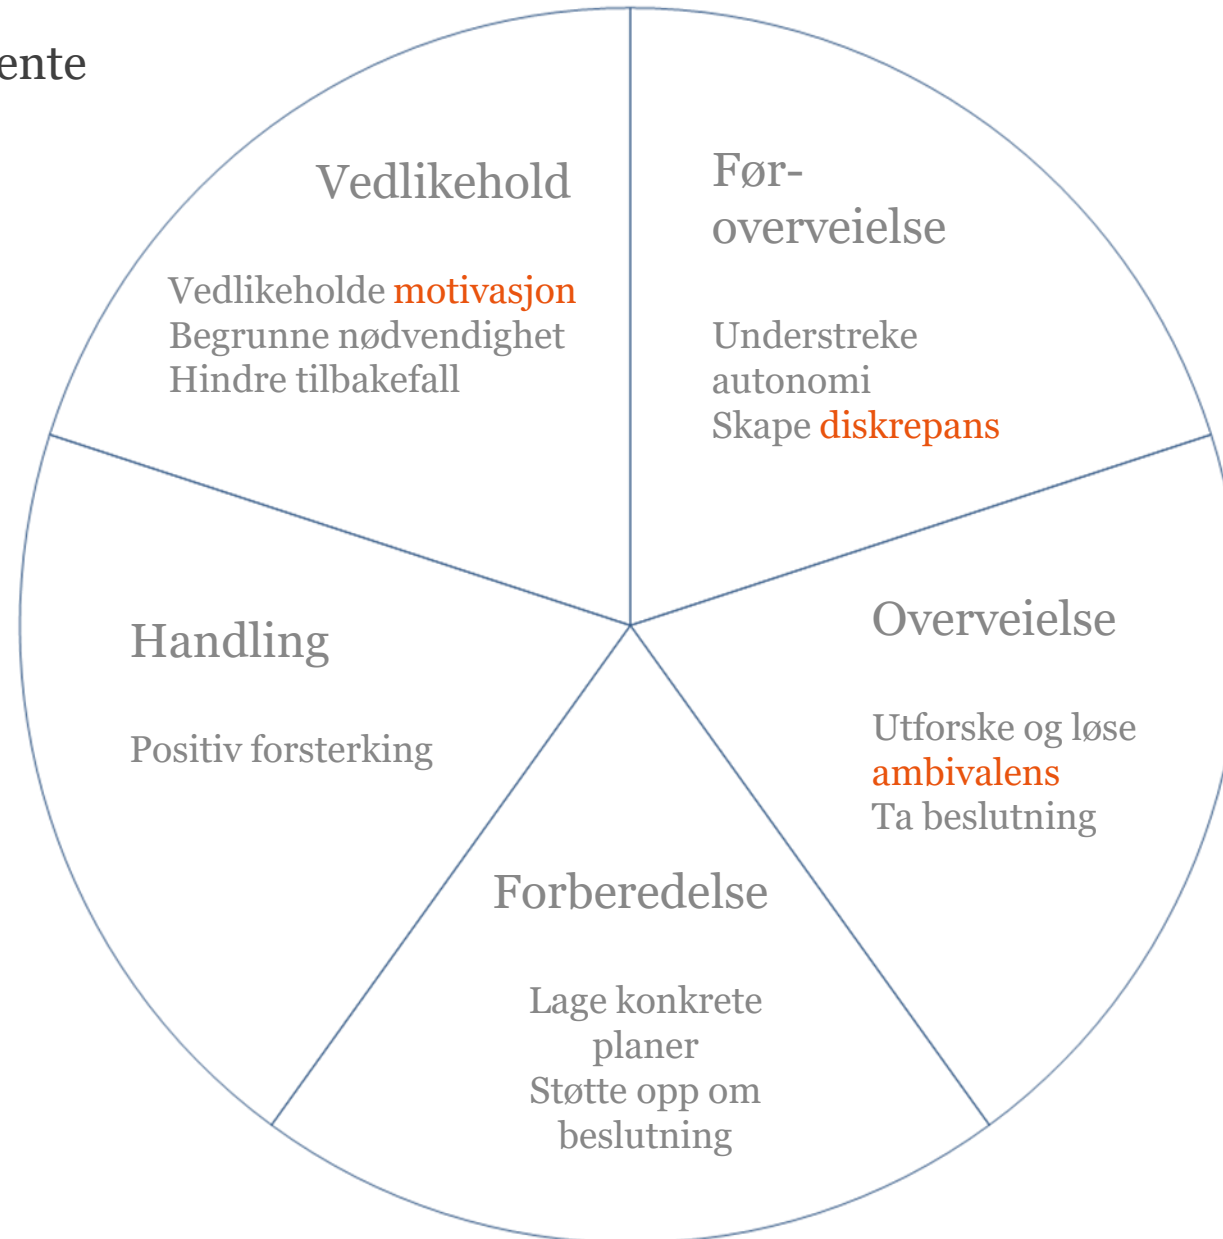 ente
Vedlikehold
Vedlikeholde motivasjon
Begrunne nødvendighet
Hindre tilbakefall
Før-
overveielse
Understreke
autonomi
Skape diskrepans
Overveielse
Utforske og løse
ambivalens
Ta beslutning
Forberedelse
Lage konkrete
planer
Støtte opp om
beslutning
Handling
Positiv forsterking